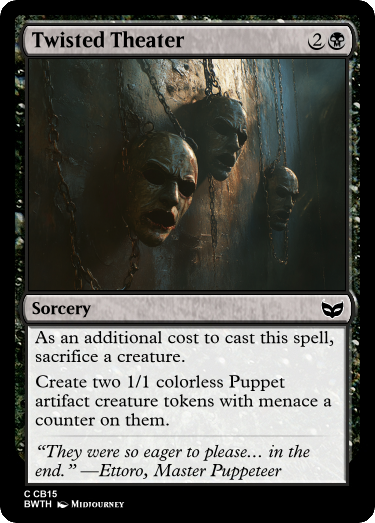 Twisted Theater
2
Sorcery
As an additional cost to cast this spell,
sacrifice a creature.
Create two 1/1 colorless Puppet
artifact creature tokens with menace a
counter on them.
“They were so eager to please… in the
end.” —Ettoro, Master Puppeteer
C CB15
BWTH Midjourney